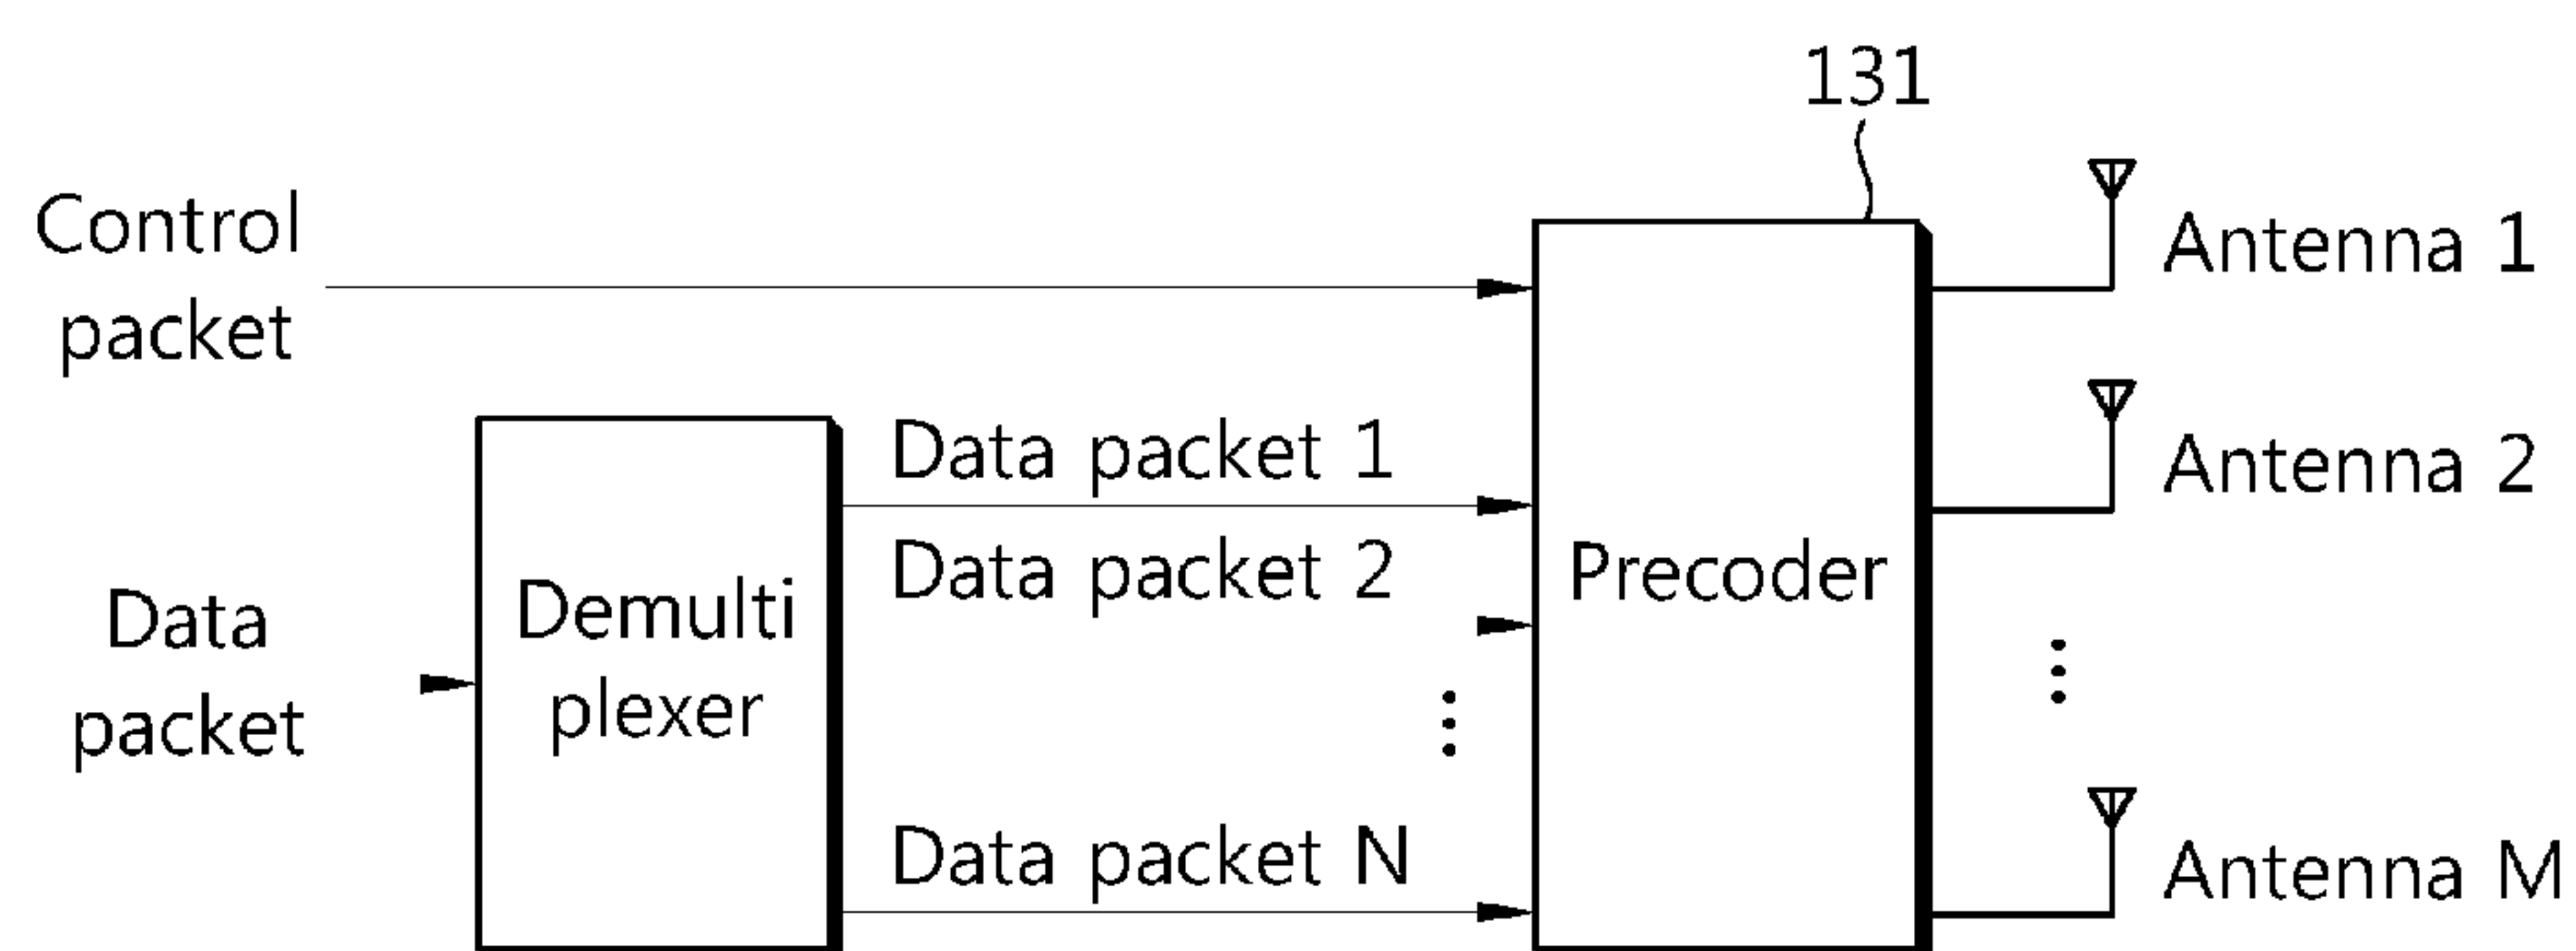 131
Control
packet
Antenna 1
Data packet 1
Antenna 2
Data packet 2
Precoder
Data
packet
Demulti
plexer
Data packet N
Antenna M